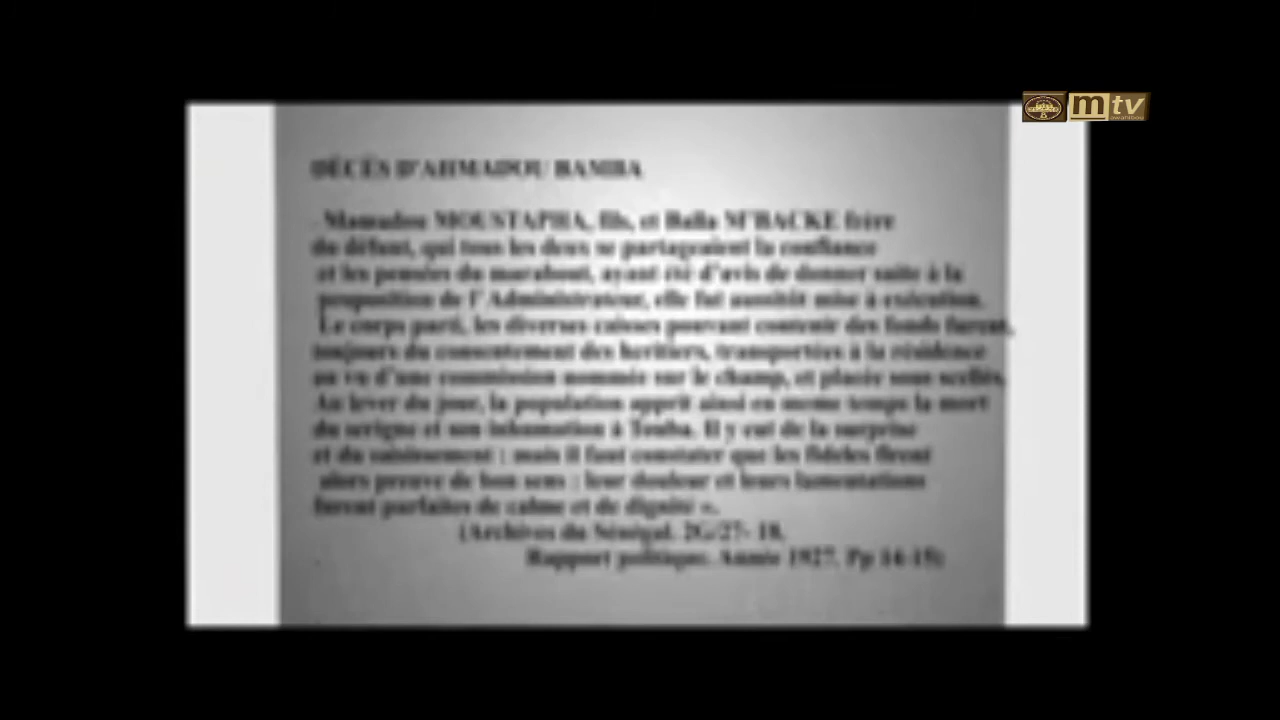 mtv
DÉCÈS D'AHMADOU BAMBA
- Mamadou MOUSTAPHA, fils, et Balla M'BACKE frère
du défunt, qui tous les deux se partageaient la confiance
et les pensées du marabout, ayant été d'avis de donner suite à la
proposition de l'Administrateur, elle fut aussitôt mise à exécution.
Le corps parti, les diverses caisses pouvant contenir des fonds furent,
toujours du consentement des heritiers, transportées à la résidence
au vu d'une commission nommée sur le champ, et placée sous scellés.
Au lever du jour, la population apprit ainsi en meme temps la mort
du serigne et son inhumation à Touba. Il y eut de la surprise
et du saisissement ; mais il faut constater que les fideles firent
alors preuve de bon sens ; leur douleur et leurs lamentations
furent parfaites de calme et de dignité ».
(Archives du Sénégal. 2G/27- 18,
Rapport politique. Année 1927. Pp 14-15)